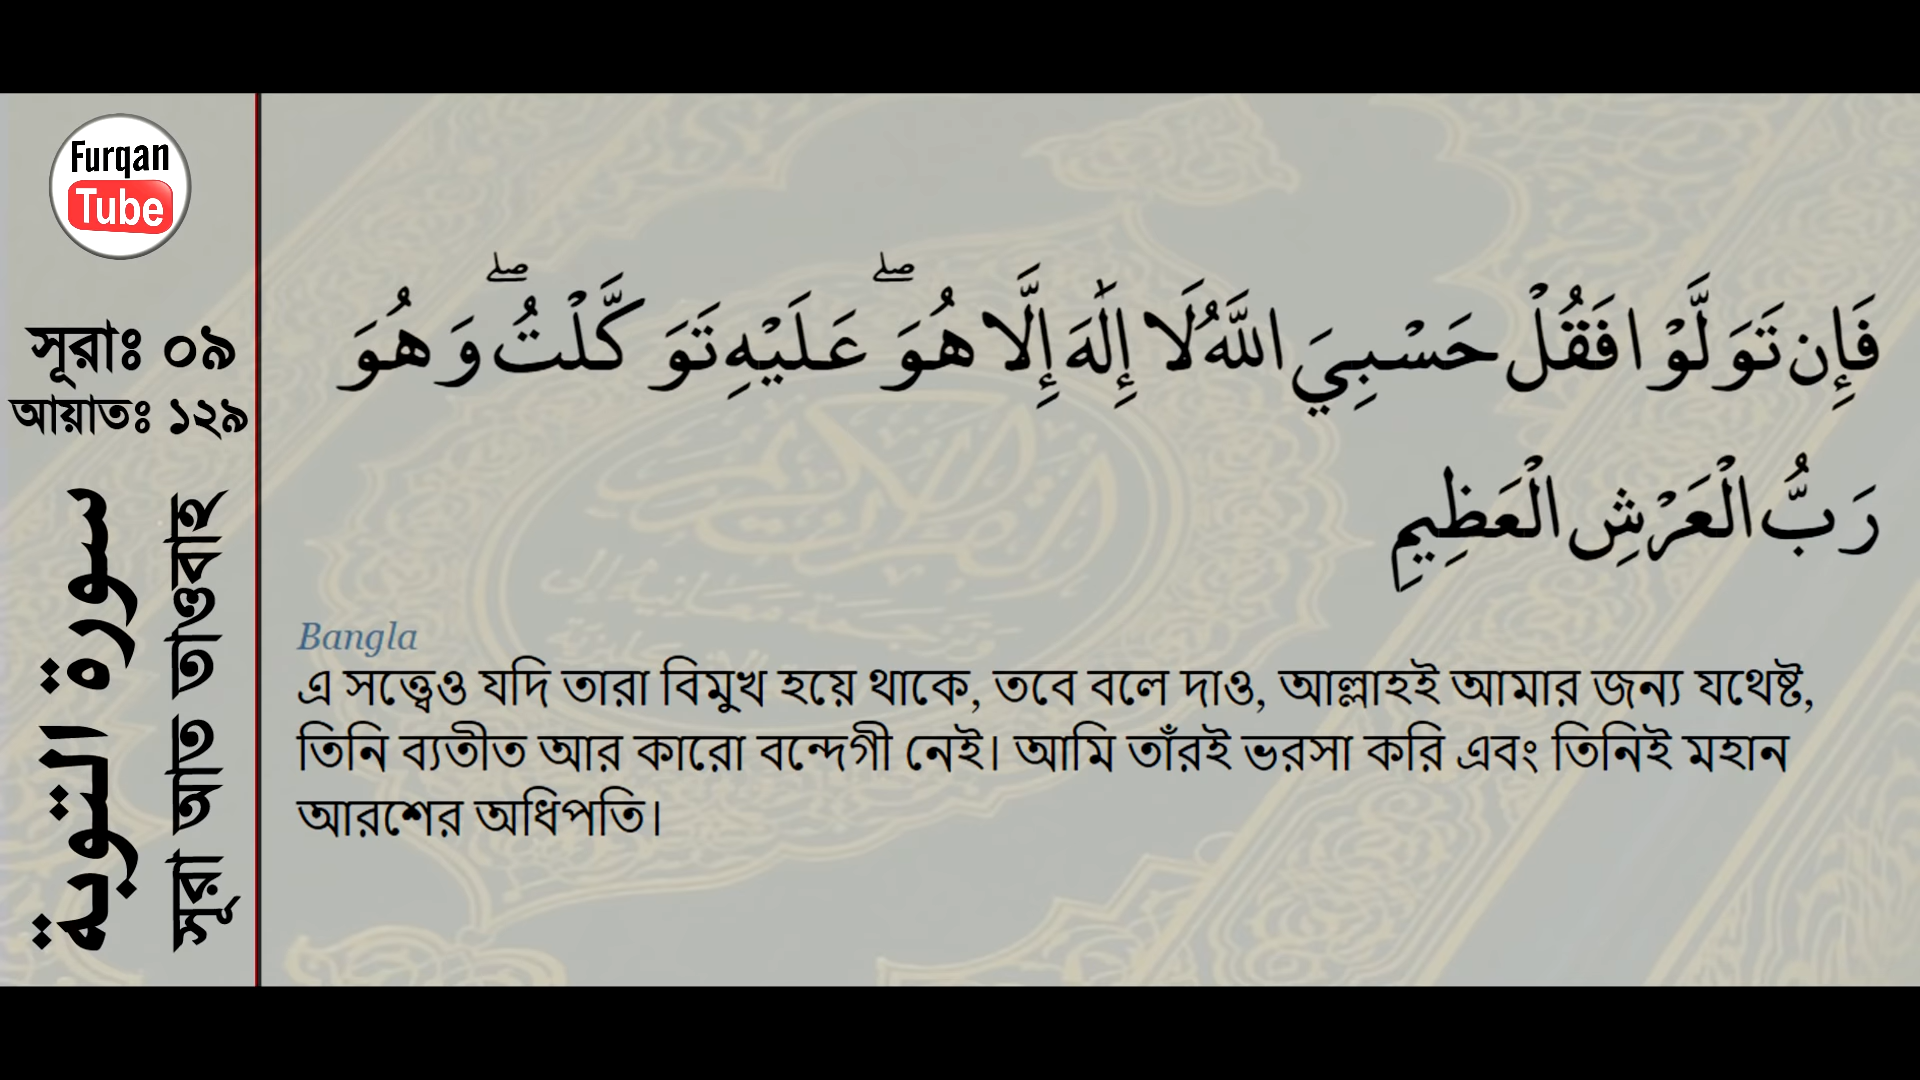 Furqan
Tube
সূরাঃ ০৯
আয়াতঃ ১২৯
سورة التوبة
সূরা আত তাওবাহ
فَإِن تَوَلَّوْا فَقُلْ حَسْبِيَ اللَّهُ لَا إِلَٰهَ إِلَّا هُوَ ۖ عَلَيْهِ تَوَكَّلْتُ ۖ وَهُوَ
رَبُّ الْعَرْشِ الْعَظِيمِ
Bangla
এ সত্ত্বেও যদি তারা বিমুখ হয়ে থাকে, তবে বলে দাও, আল্লাহই আমার জন্য যথেষ্ট,
তিনি ব্যতীত আর কারো বন্দেগী নেই। আমি তাঁরই ভরসা করি এবং তিনিই মহান
আরশের অধিপতি।